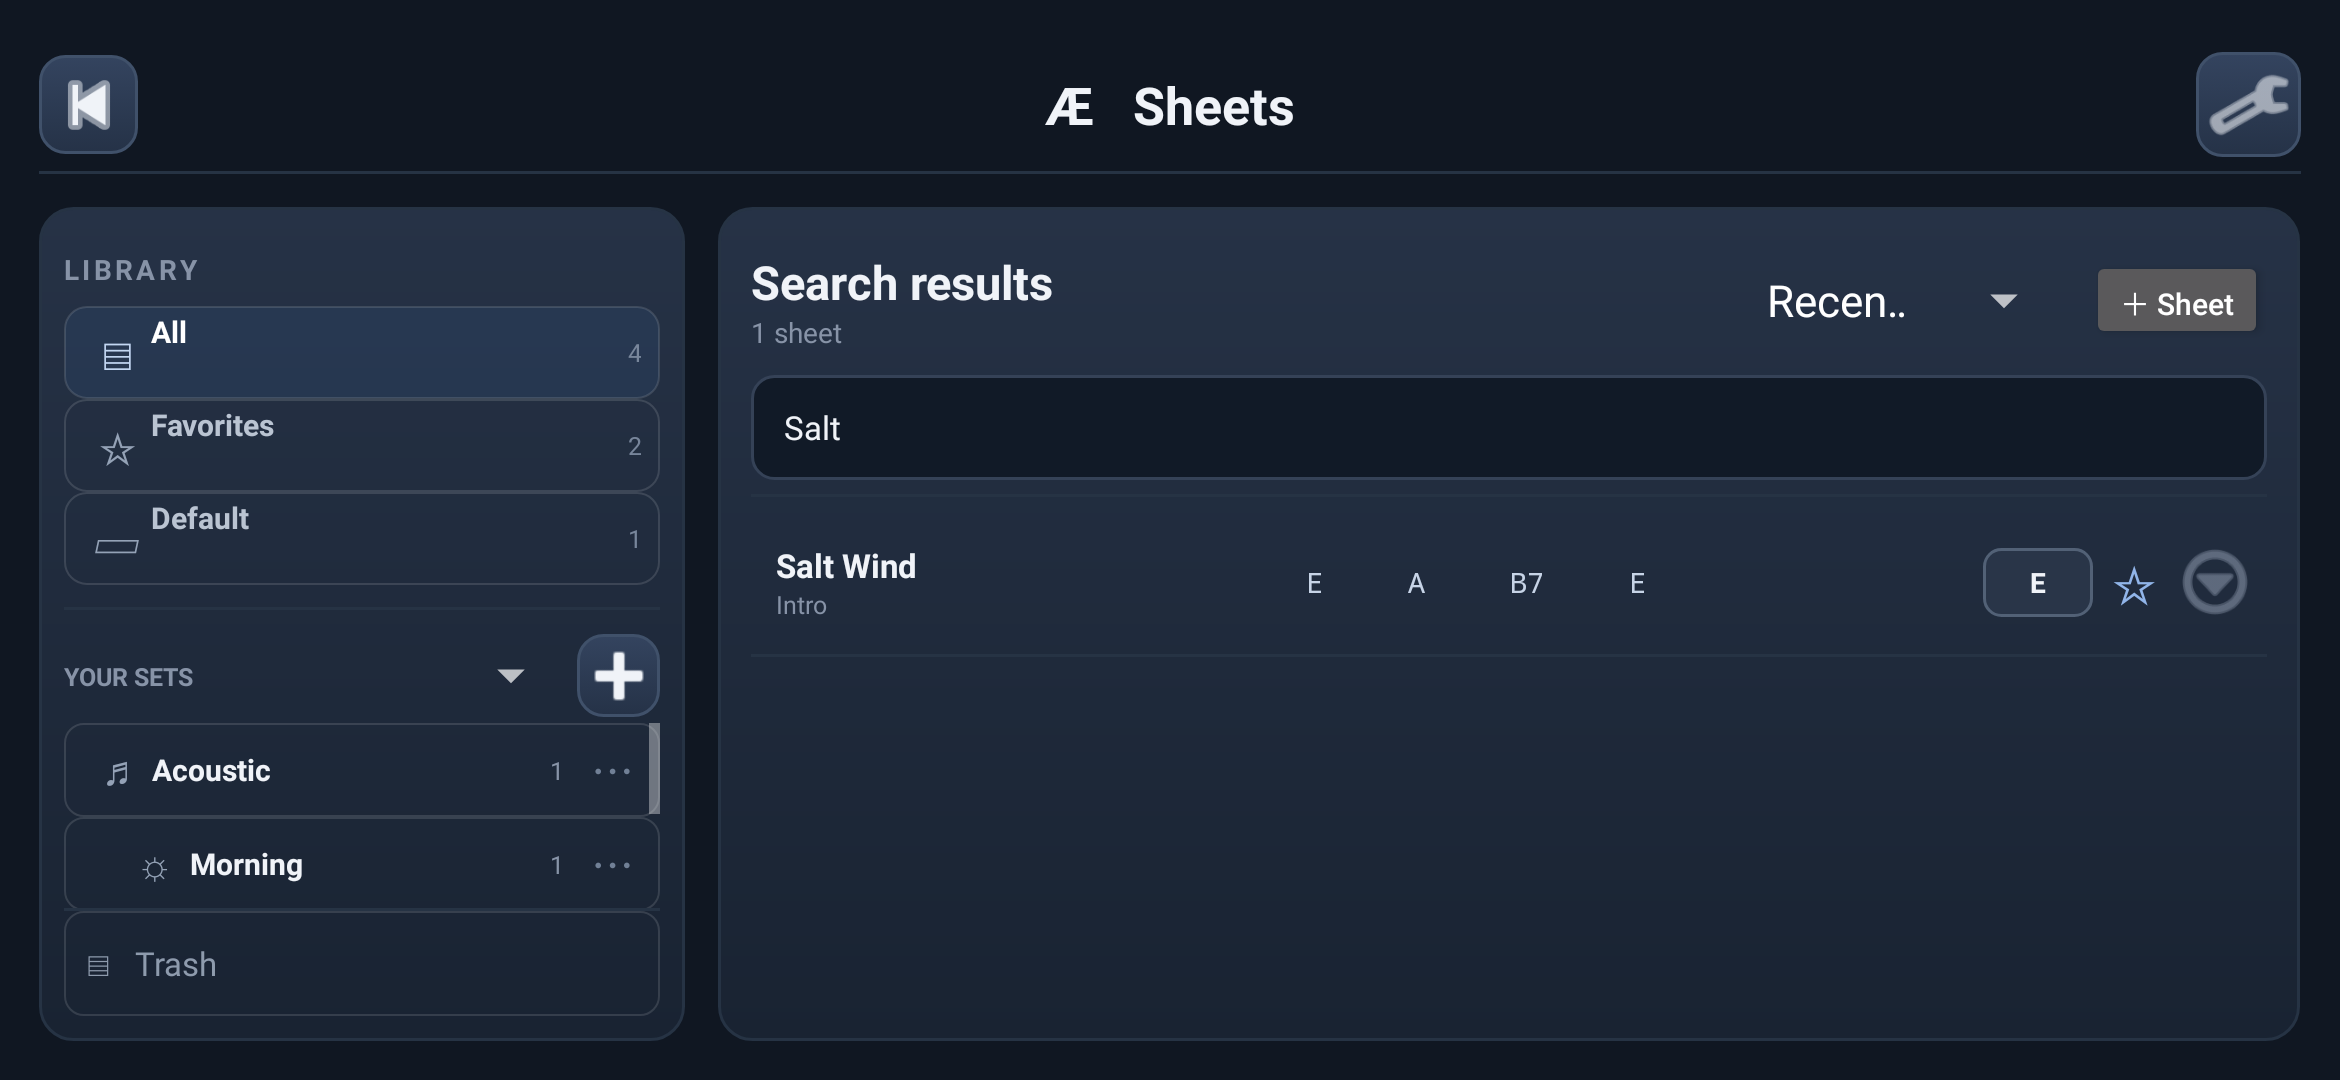 Æ Sheets
LIBRARY
All 4
Favorites 2
Default 1
YOUR SETS
Acoustic 1 ...
Morning 1 ...
Trash
Search results
1 sheet
Recen..
+ Sheet
Salt
Salt Wind
Intro
E A B7 E
E